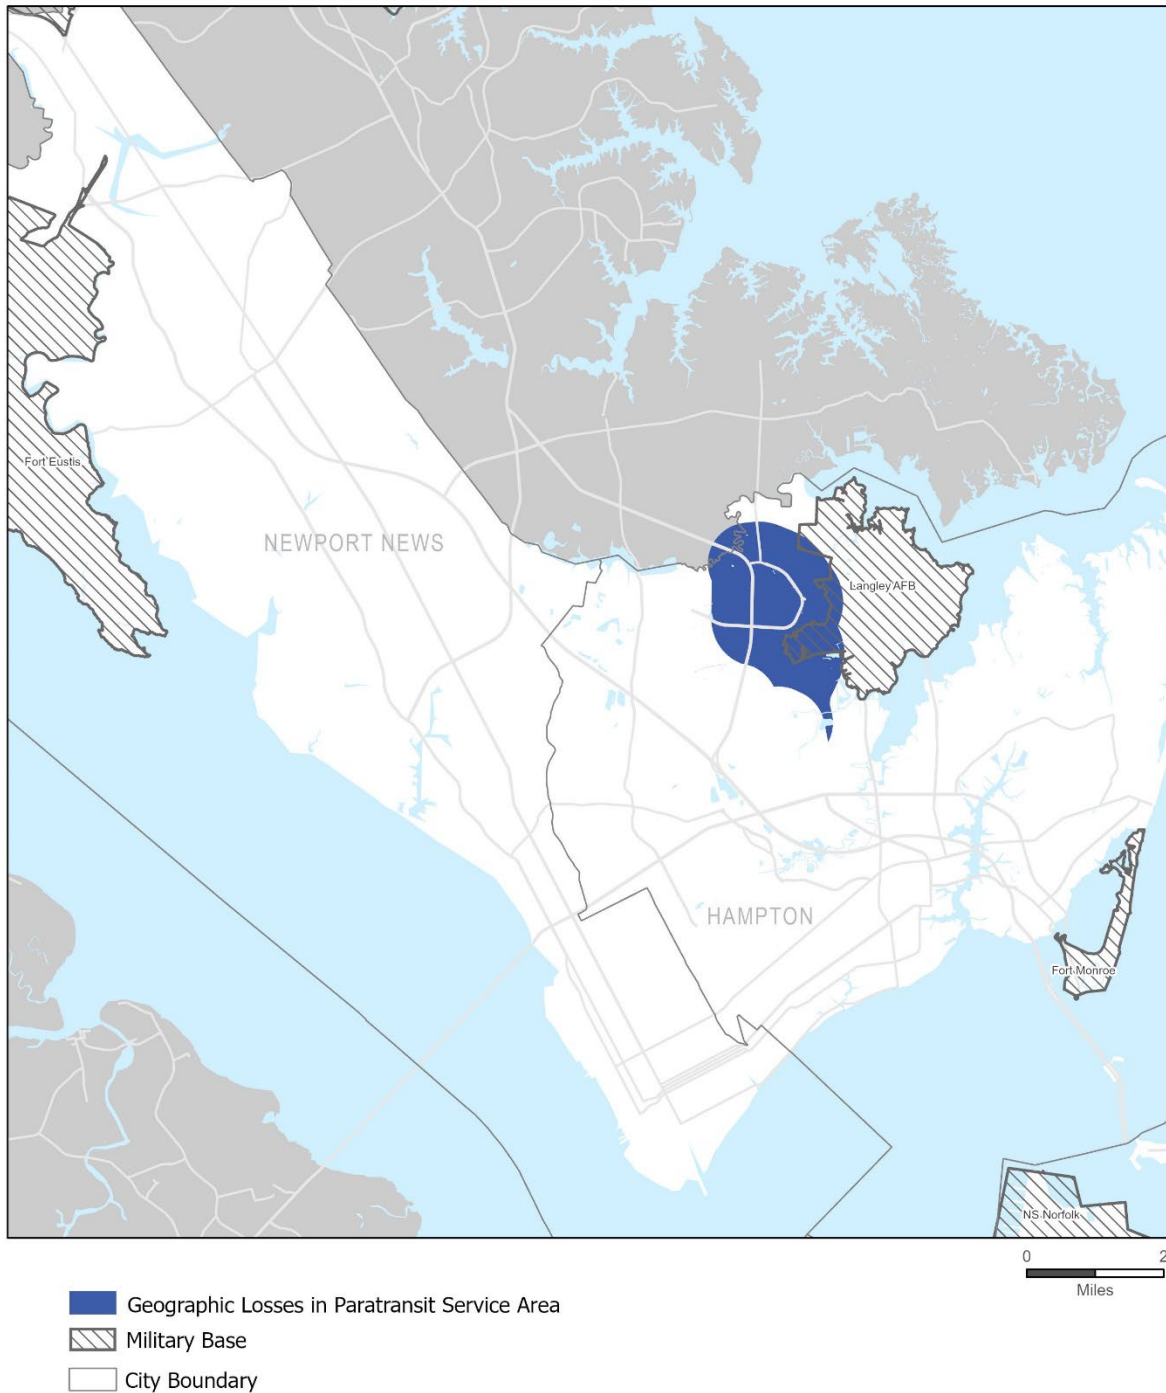 Fort Eustis
NEWPORT NEWS
Langley AFB
HAMPTON
Fort Monroe
NS Norfolk
0 2
Miles
Geographic Losses in Paratransit Service Area
Military Base
City Boundary